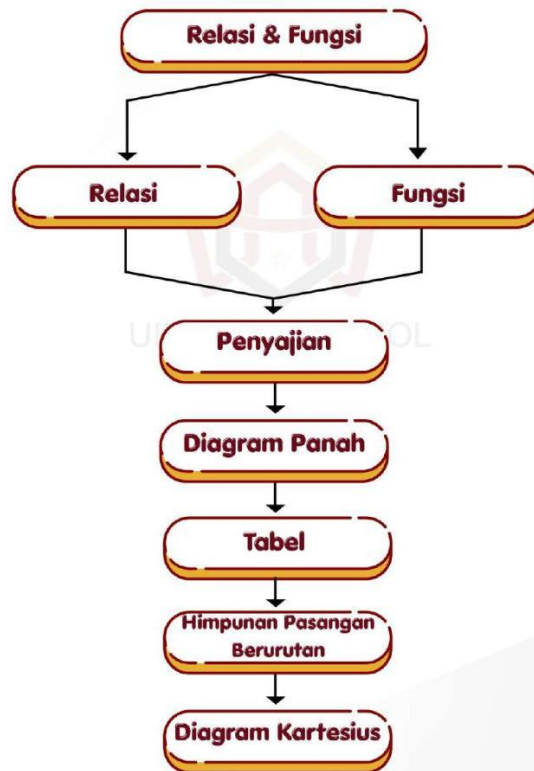 Relasi & Fungsi
Relasi
Fungsi
Penyajian
Diagram Panah
Tabel
Himpunan Pasangan
Berurutan
Diagram Kartesius